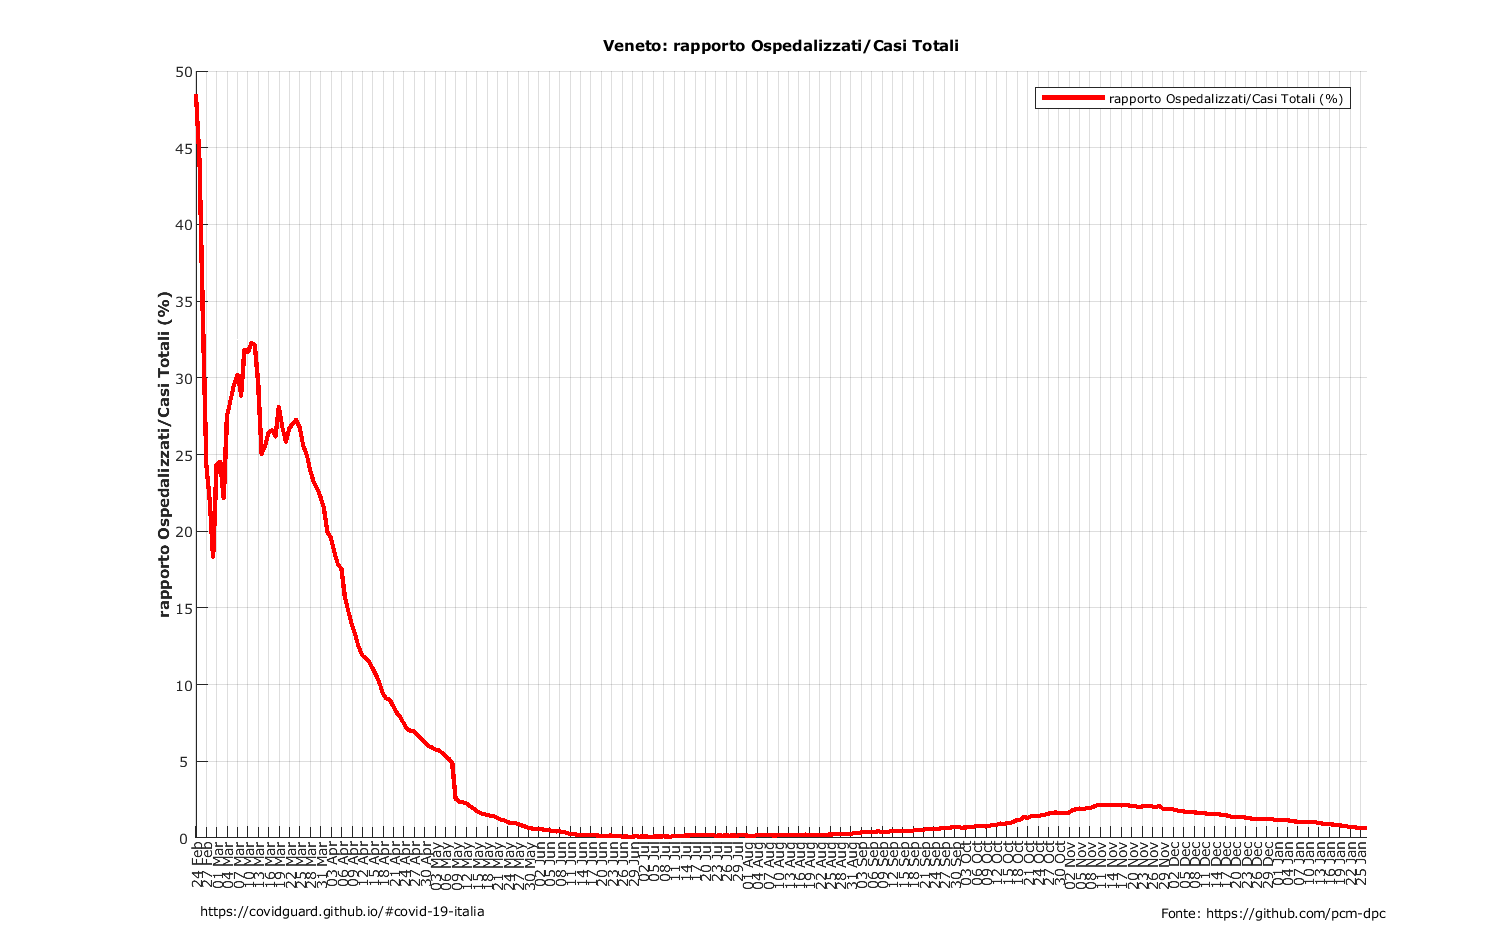 Veneto: rapporto Ospedalizzati/Casi Totali
rapporto Ospedalizzati/Casi Totali (%)
rapporto Ospedalizzati/Casi Totali (%)
50
45
40
35
30
25
20
15
10
5
0
24 Feb
27 Feb
01 Mar
04 Mar
07 Mar
10 Mar
13 Mar
16 Mar
19 Mar
22 Mar
25 Mar
28 Mar
31 Mar
03 Apr
06 Apr
09 Apr
12 Apr
15 Apr
18 Apr
21 Apr
24 Apr
27 Apr
30 Apr
03 May
06 May
09 May
12 May
15 May
18 May
21 May
24 May
27 May
30 May
02 Jun
05 Jun
08 Jun
11 Jun
14 Jun
17 Jun
20 Jun
23 Jun
26 Jun
29 Jun
02 Jul
05 Jul
08 Jul
11 Jul
14 Jul
17 Jul
20 Jul
23 Jul
26 Jul
29 Jul
01 Aug
04 Aug
07 Aug
10 Aug
13 Aug
16 Aug
19 Aug
22 Aug
25 Aug
28 Aug
31 Aug
03 Sep
06 Sep
09 Sep
12 Sep
15 Sep
18 Sep
21 Sep
24 Sep
27 Sep
30 Sep
03 Oct
06 Oct
09 Oct
12 Oct
15 Oct
18 Oct
21 Oct
24 Oct
27 Oct
30 Oct
02 Nov
05 Nov
08 Nov
11 Nov
14 Nov
17 Nov
20 Nov
23 Nov
26 Nov
29 Nov
02 Dec
05 Dec
08 Dec
11 Dec
14 Dec
17 Dec
20 Dec
23 Dec
26 Dec
29 Dec
01 Jan
04 Jan
07 Jan
10 Jan
13 Jan
16 Jan
19 Jan
22 Jan
25 Jan
https://covidguard.github.io/#covid-19-italia
Fonte: https://github.com/pcm-dpc